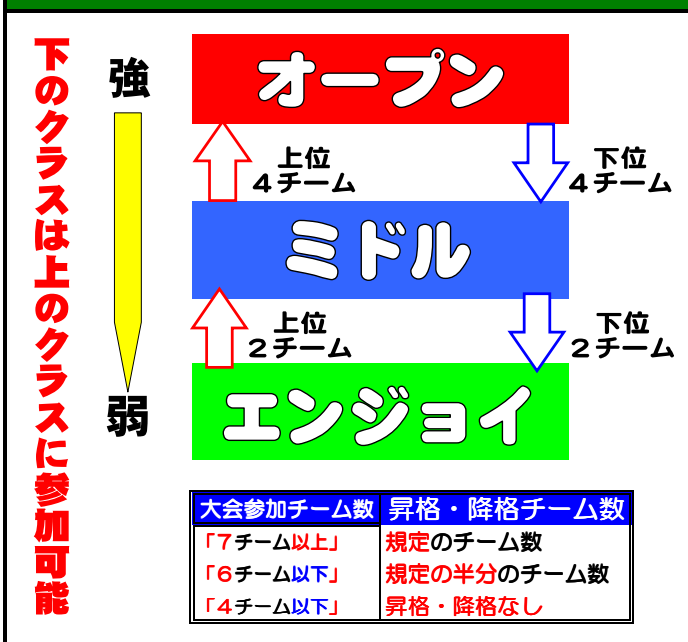 下のクラスは上のクラスに参加可能
強
弱
オープン
上位
4チーム
下位
4チーム
ミドル
上位
2チーム
下位
2チーム
エンジョイ
大会参加チーム数 昇格・降格チーム数
「7チーム以上」 規定のチーム数
「6チーム以下」 規定の半分のチーム数
「4チーム以下」 昇格・降格なし